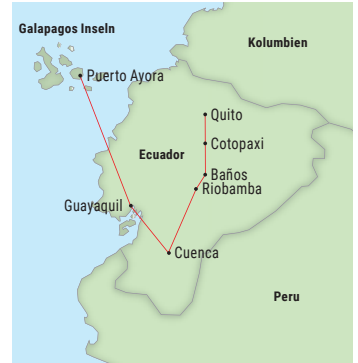 Galapagos Inseln
Kolumbien
Puerto Ayora
Quito
Cotopaxi
Ecuador
Baños
Riobamba
Guayaquil
Cuenca
Peru